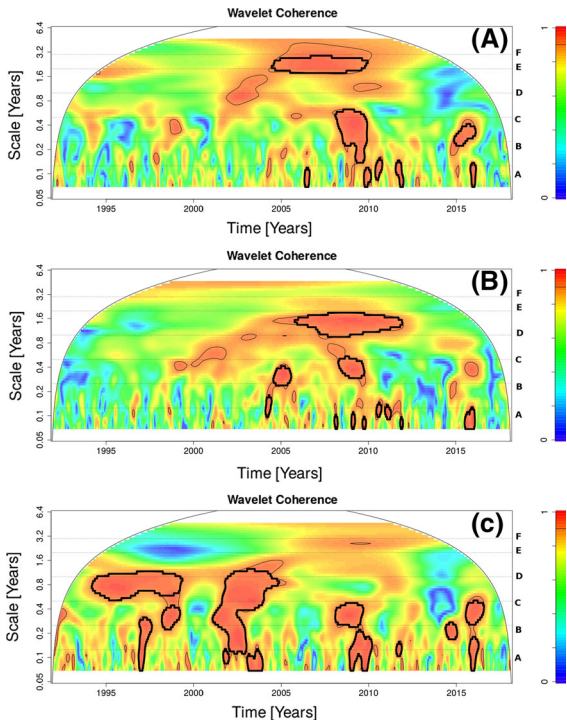 Wavelet Coherence
(A)
Scale [Years]
6.4
3.2
1.6
0.8
0.4
0.2
0.1
0.05
F
E
D
C
B
A
1
0
1995 2000 2005 2010 2015
Time [Years]
Wavelet Coherence
(B)
Scale [Years]
6.4
3.2
1.6
0.8
0.4
0.2
0.1
0.05
F
E
D
C
B
A
1
0
1995 2000 2005 2010 2015
Time [Years]
Wavelet Coherence
(c)
Scale [Years]
6.4
3.2
1.6
0.8
0.4
0.2
0.1
0.05
F
E
D
C
B
A
1
0
1995 2000 2005 2010 2015
Time [Years]